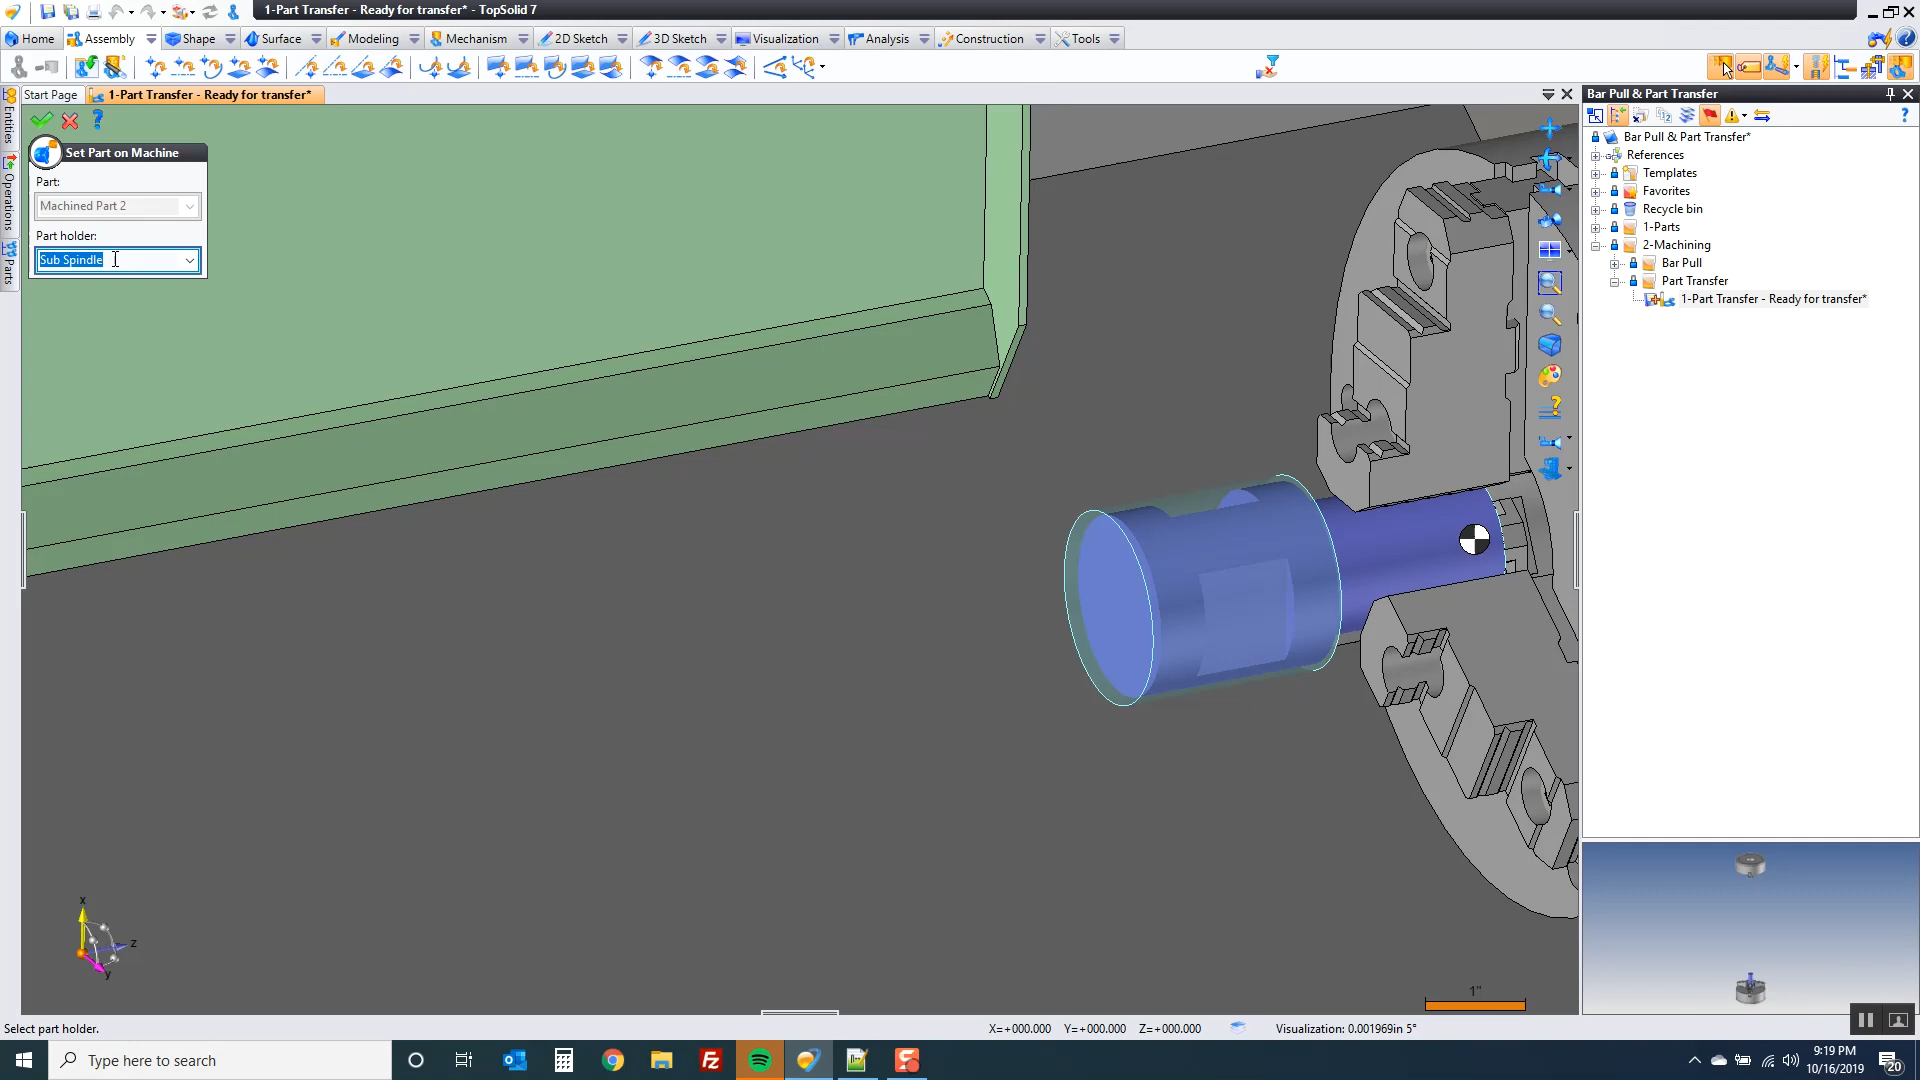 1-Part Transfer - Ready for transfer* - TopSolid 7
Home
Assembly
Shape
Surface
Modeling
Mechanism
2D Sketch
3D Sketch
Visualization
Analysis
Construction
Tools
Start Page
1-Part Transfer - Ready for transfer*
Entities
Operations
Parts
Set Part on Machine
Part:
Machined Part 2
Part holder:
Sub Spindle
Bar Pull & Part Transfer
Bar Pull & Part Transfer*
References
Templates
Favorites
Recycle bin
1-Parts
2-Machining
Bar Pull
Part Transfer
1-Part Transfer - Ready for transfer*
x
z
y
1"
Select part holder.
X=+000.000 Y=+000.000 Z=+000.000
Visualization: 0.001969in 5°
Type here to search
9:19 PM
10/16/2019
20